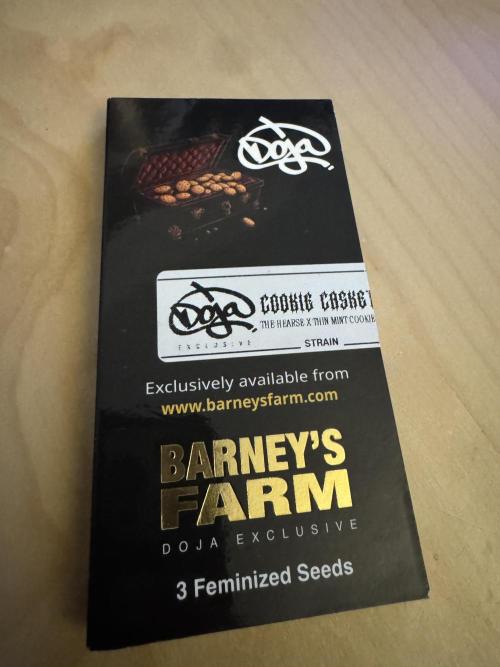 Doja
Doja
EXCLUSIVE
COOKIE CASKET
THE HEARSE X THIN MINT COOKIE
STRAIN
Exclusively available from
www.barneysfarm.com
BARNEY'S
FARM
DOJA EXCLUSIVE
3 Feminized Seeds